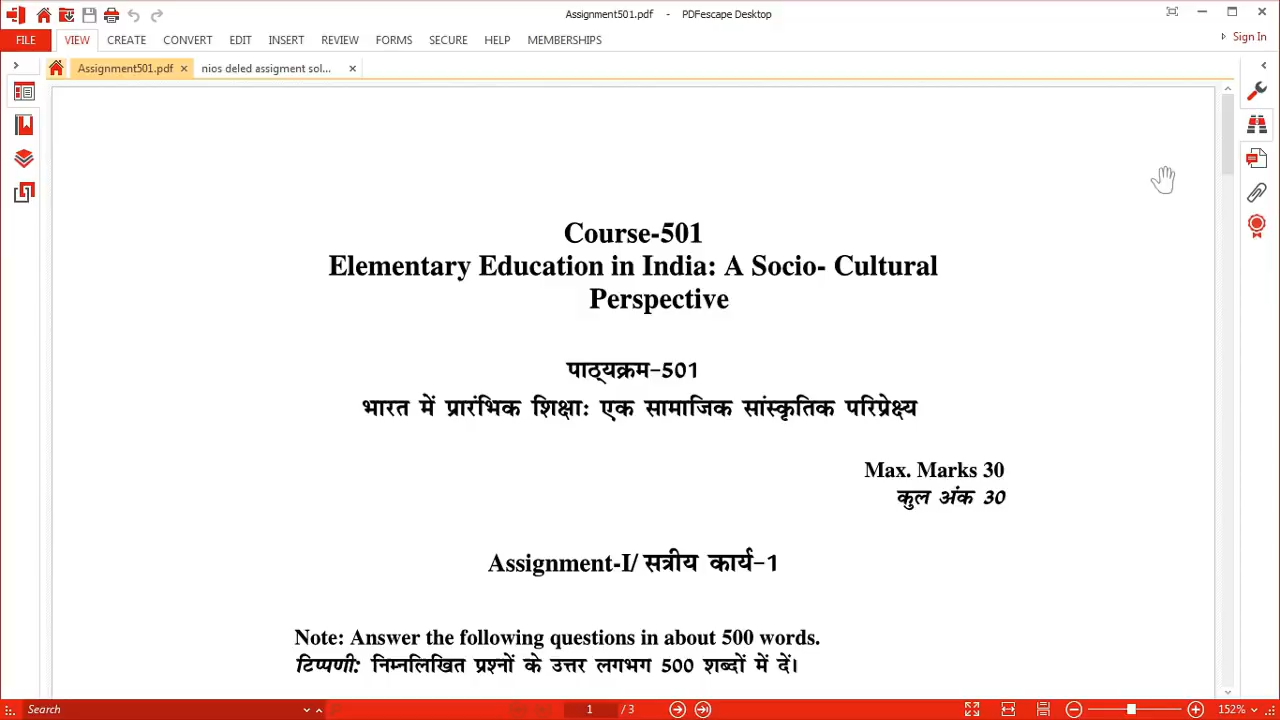 Assignment501.pdf - PDFescape Desktop
FILE VIEW CREATE CONVERT EDIT INSERT REVIEW FORMS SECURE HELP MEMBERSHIPS
Sign In
Assignment501.pdf
nios deled assigment sol...
Course-501
Elementary Education in India: A Socio- Cultural
Perspective
पाठ्यक्रम-501
भारत में प्रारंभिक शिक्षाः एक सामाजिक सांस्कृतिक परिप्रेक्ष्य
Max. Marks 30
कुल अंक 30
Assignment-I/ सत्रीय कार्य-1
Note: Answer the following questions in about 500 words.
टिप्पणी: निम्नलिखित प्रश्नों के उत्तर लगभग 500 शब्दों में दें।
Search 1 / 3 152%